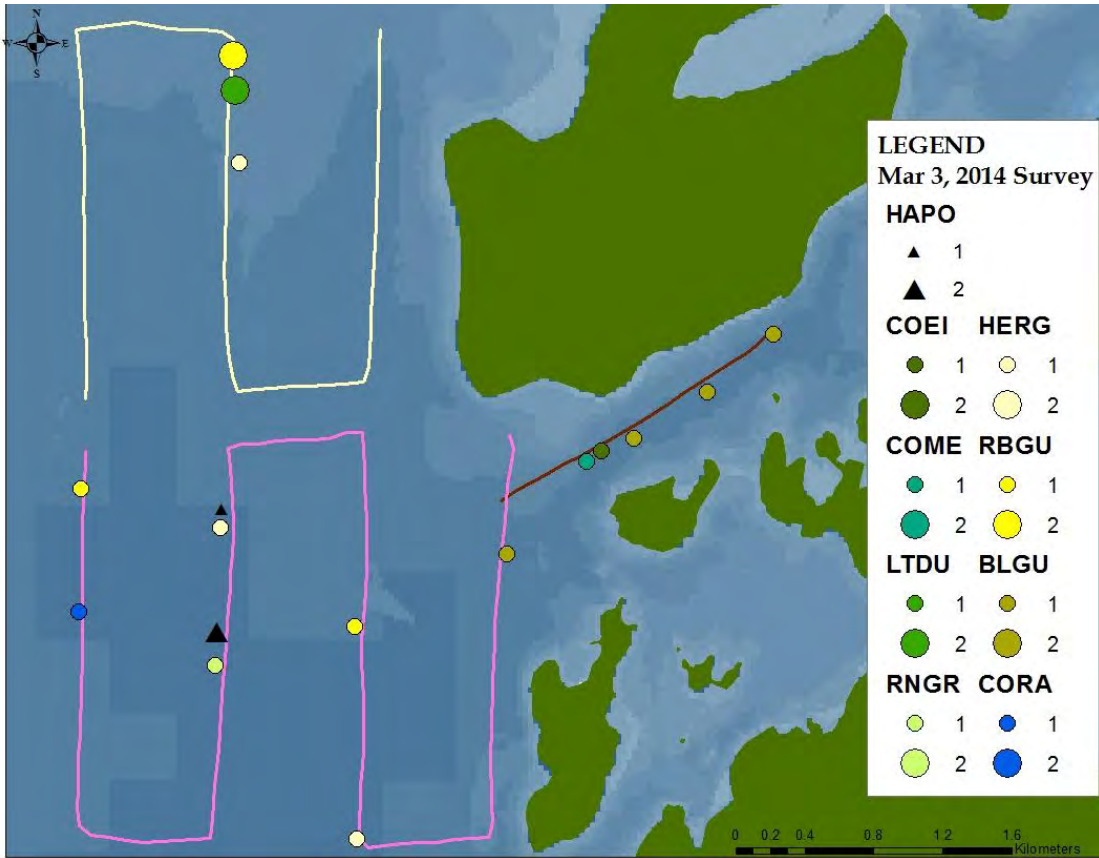 N
W E
S
LEGEND
Mar 3, 2014 Survey
HAPO
1
2
COEI HERG
1 1
2 2
COME RBGU
1 1
2 2
LTDU BLGU
1 1
2 2
RNGR CORA
1 1
2 2
0 0.2 0.4 0.8 1.2 1.6
Kilometers